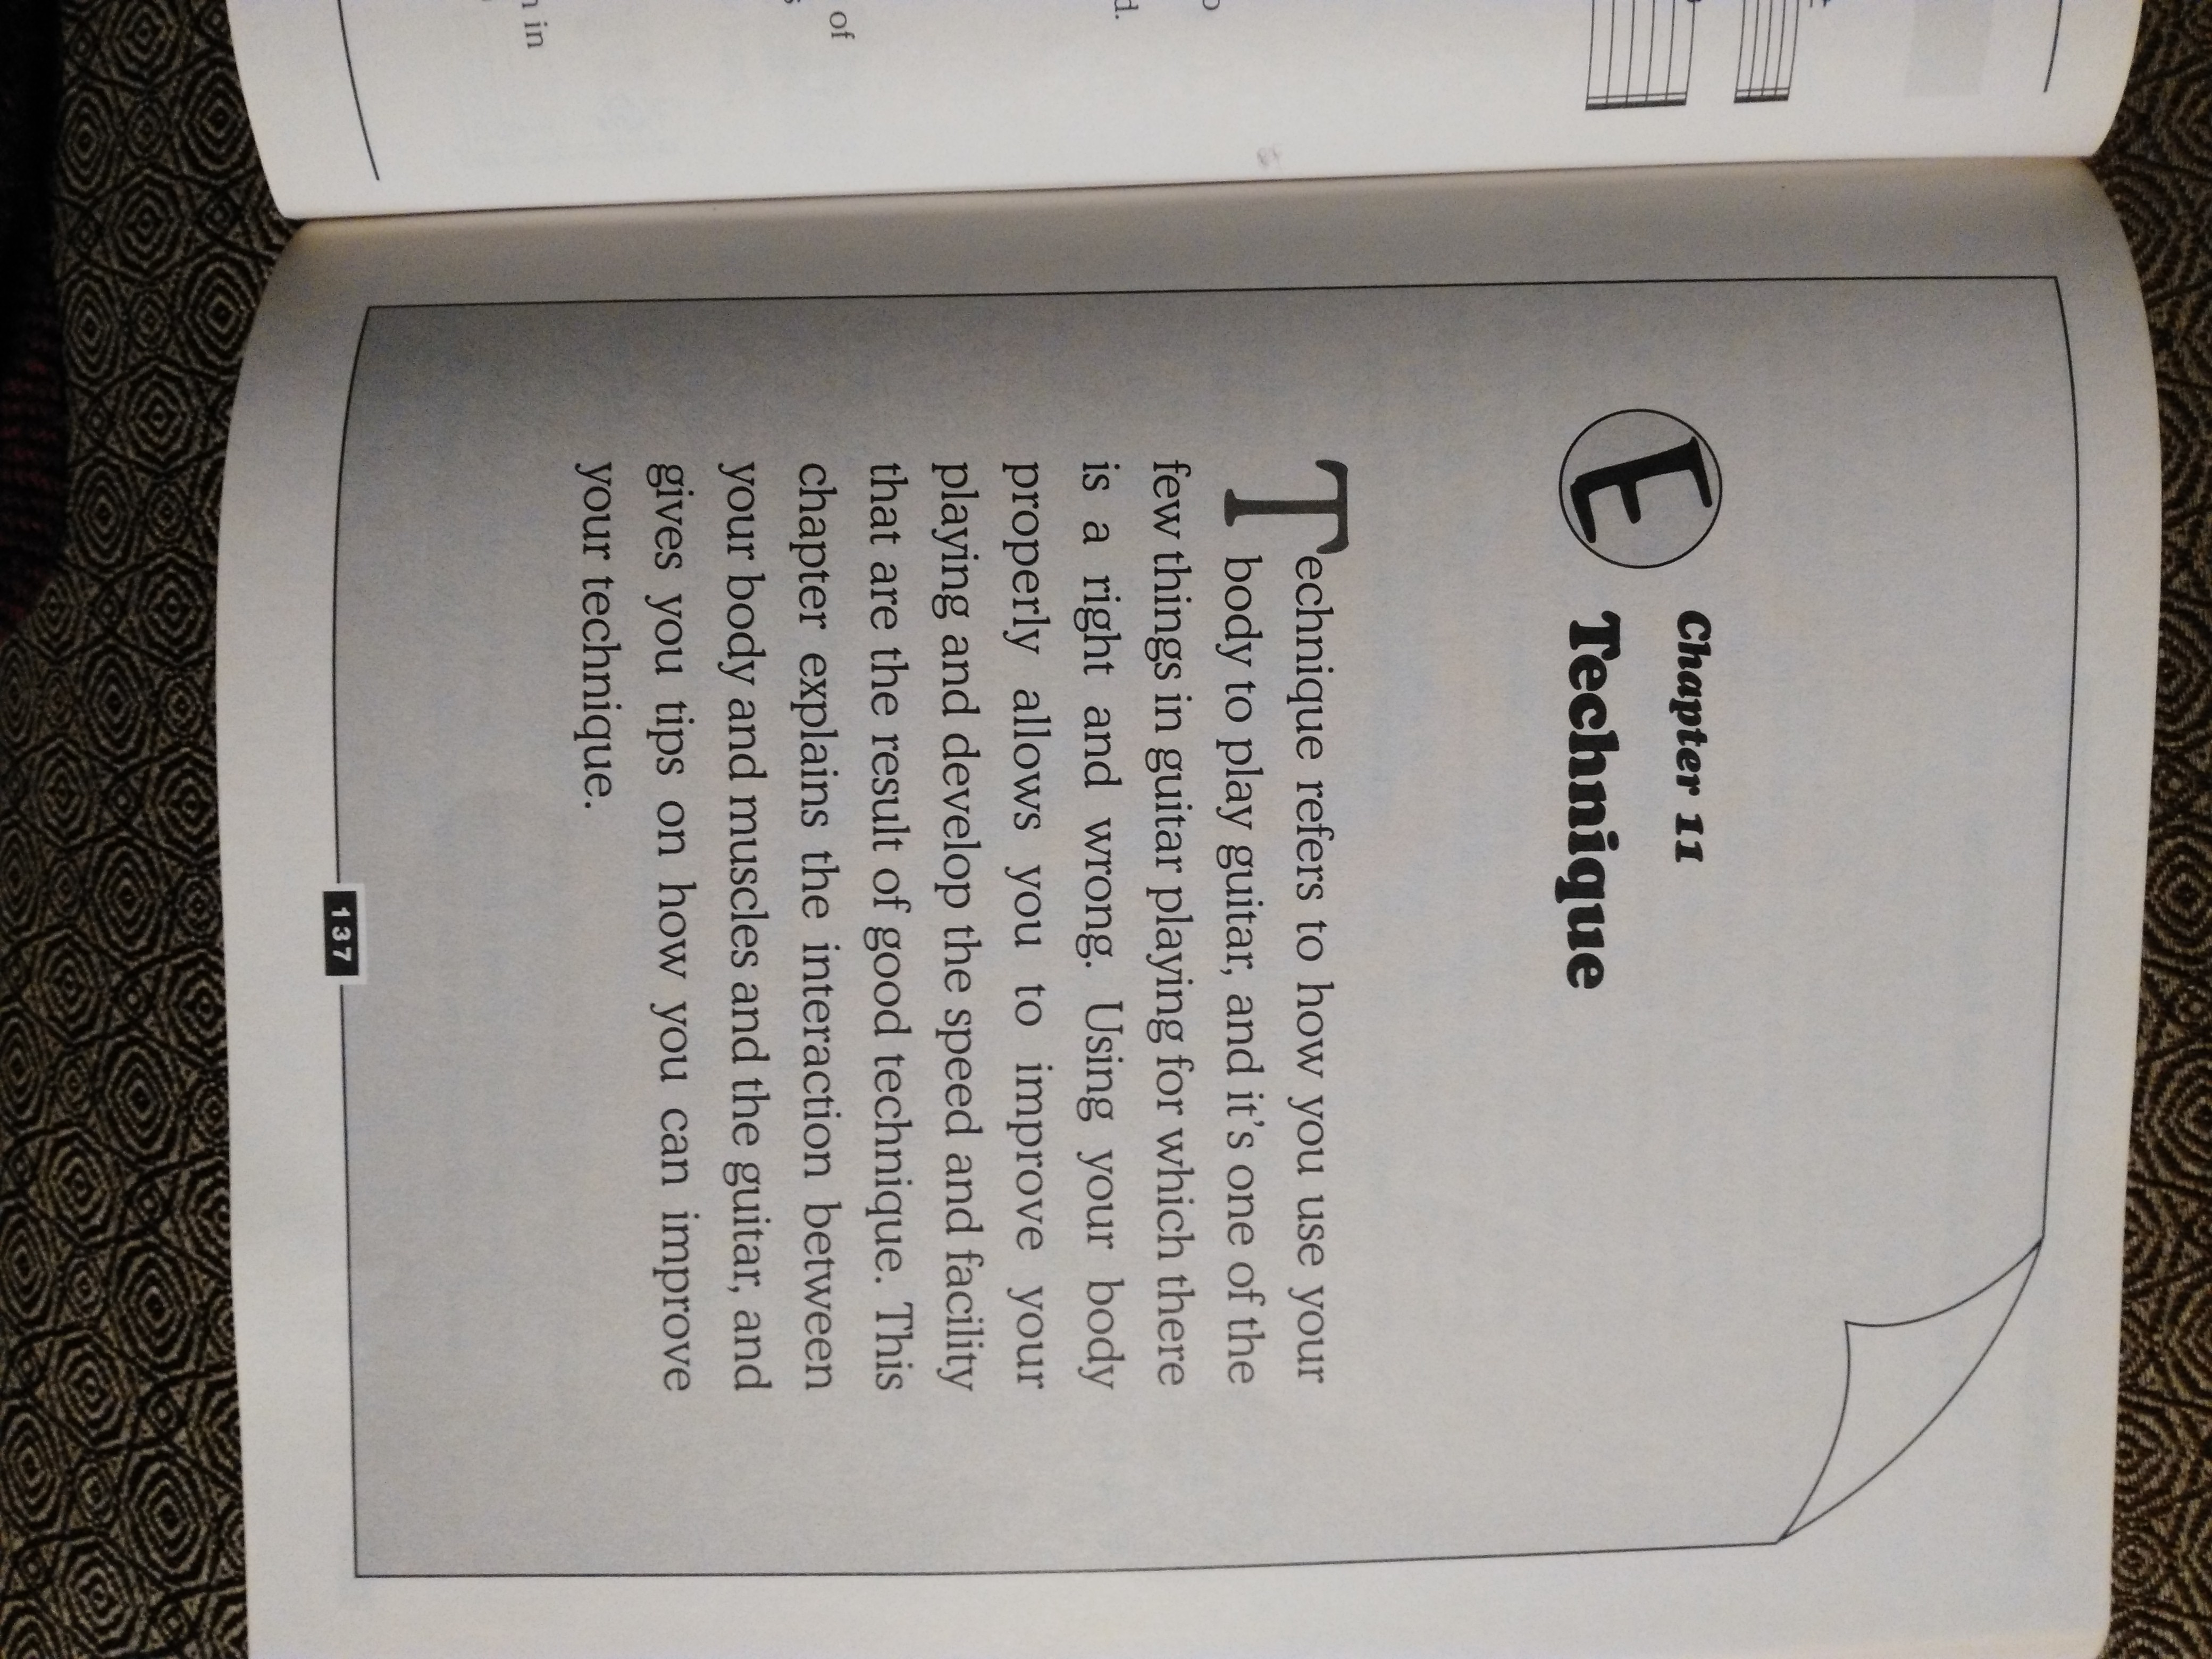 of
in
Chapter 11
E Technique
Technique refers to how you use your
body to play guitar, and it's one of the
few things in guitar playing for which there
is a right and wrong. Using your body
properly allows you to improve your
playing and develop the speed and facility
that are the result of good technique. This
chapter explains the interaction between
your body and muscles and the guitar, and
gives you tips on how you can improve
your technique.
137